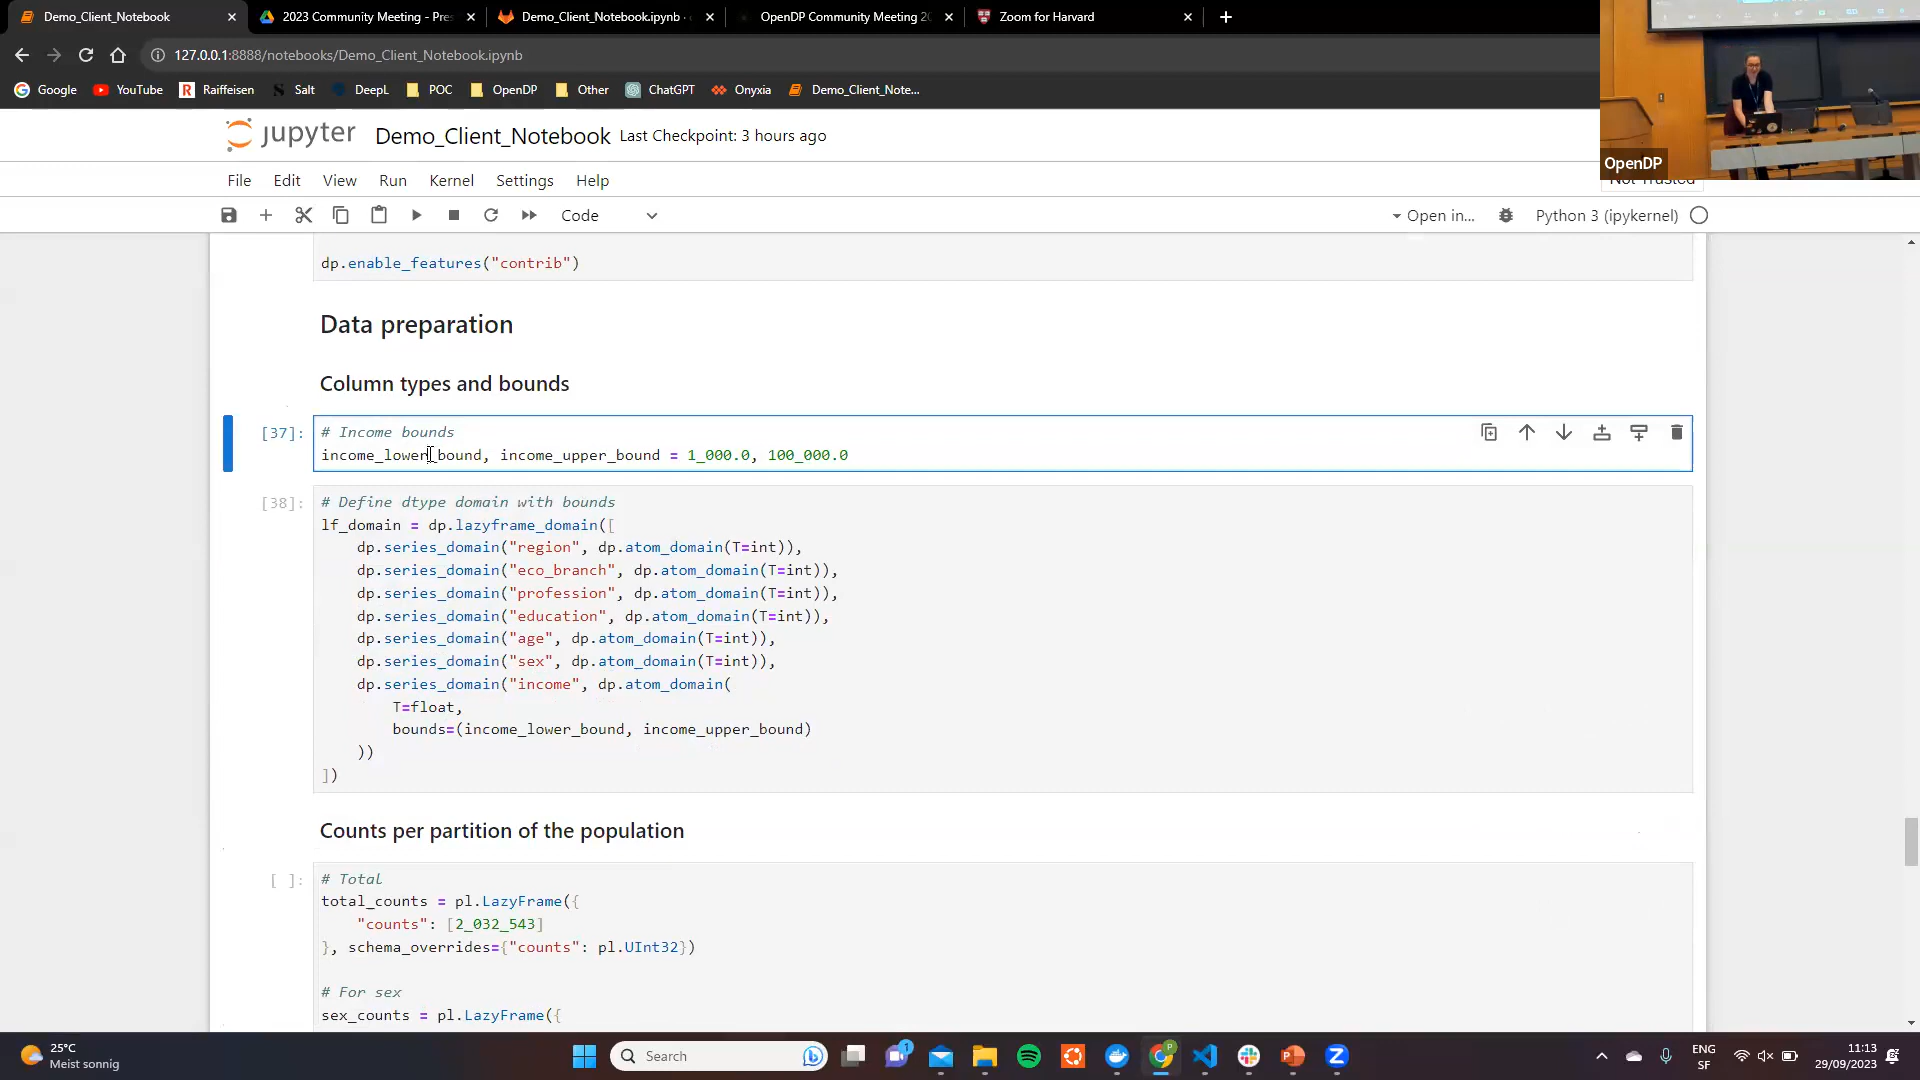 Demo_Client_Notebook
2023 Community Meeting - Pres
Demo_Client_Notebook.ipynb ·
OpenDP Community Meeting 20
Zoom for Harvard
127.0.0.1:8888/notebooks/Demo_Client_Notebook.ipynb
Google
YouTube
Raiffeisen
Salt
DeepL
POC
OpenDP
Other
ChatGPT
Onyxia
Demo_Client_Note...
OpenDP
jupyter
Demo_Client_Notebook Last Checkpoint: 3 hours ago
File Edit View Run Kernel Settings Help
Not Trusted
Code
Open in...
Python 3 (ipykernel)
dp.enable_features("contrib")
Data preparation
Column types and bounds
[37]:
# Income bounds
income_lower_bound, income_upper_bound = 1_000.0, 100_000.0
[38]:
# Define dtype domain with bounds
lf_domain = dp.lazyframe_domain([
dp.series_domain("region", dp.atom_domain(T=int)),
dp.series_domain("eco_branch", dp.atom_domain(T=int)),
dp.series_domain("profession", dp.atom_domain(T=int)),
dp.series_domain("education", dp.atom_domain(T=int)),
dp.series_domain("age", dp.atom_domain(T=int)),
dp.series_domain("sex", dp.atom_domain(T=int)),
dp.series_domain("income", dp.atom_domain(
T=float,
bounds=(income_lower_bound, income_upper_bound)
))
])
Counts per partition of the population
[ ]:
# Total
total_counts = pl.LazyFrame({
"counts": [2_032_543]
}, schema_overrides={"counts": pl.UInt32})
# For sex
sex_counts = pl.LazyFrame({
25°C
Meist sonnig
Search
1
P
ENG
SF
11:13
29/09/2023